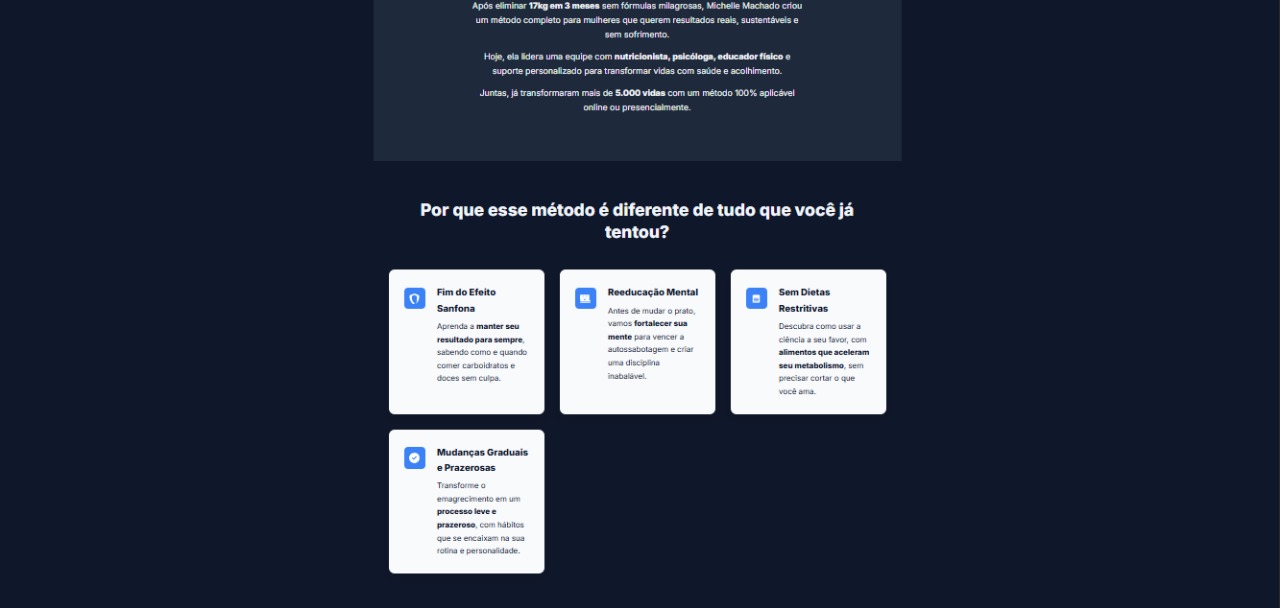 Após eliminar 17kg em 3 meses sem fórmulas milagrosas, Michelle Machado criou
um método completo para mulheres que querem resultados reais, sustentáveis e
sem sofrimento.
Hoje, ela lidera uma equipe com nutricionista, psicóloga, educador físico e
suporte personalizado para transformar vidas com saúde e acolhimento.
Juntas, já transformaram mais de 5.000 vidas com um método 100% aplicável
online ou presencialmente.
Por que esse método é diferente de tudo que você já
tentou?
Fim do Efeito
Sanfona
Aprenda a manter seu
resultado para sempre,
sabendo como e quando
comer carboidratos e
doces sem culpa.
Reeducação Mental
Antes de mudar o prato,
vamos fortalecer sua
mente para vencer a
autossabotagem e criar
uma disciplina
inabalável.
Sem Dietas
Restritivas
Descubra como usar a
ciência a seu favor, com
alimentos que aceleram
seu metabolismo, sem
precisar cortar o que
você ama.
Mudanças Graduais
e Prazerosas
Transforme o
emagrecimento em um
processo leve e
prazeroso, com hábitos
que se encaixam na sua
rotina e personalidade.